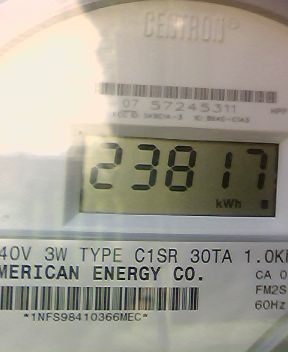 CENTRON®
07 57245311
23817
kWh
40V 3W TYPE C1SR 30TA 1.0K
MERICAN ENERGY CO.
CA 0
FM2S
60Hz
*1NFS98410366MEC*